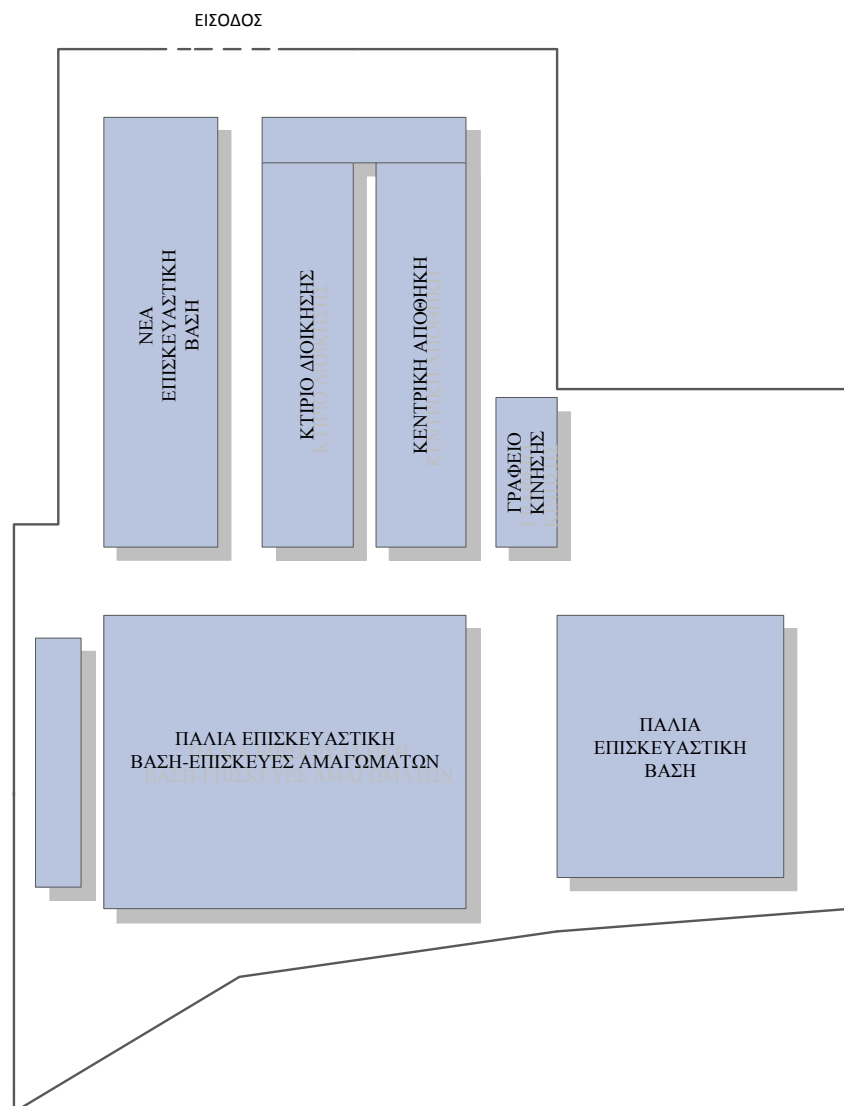 ΕΙΣΟΔΟΣ
ΝΕΑ
ΕΠΙΣΚΕΥΑΣΤΙΚΗ
ΒΑΣΗ
ΚΤΙΡΙΟ ΔΙΟΙΚΗΣΗΣ
ΚΕΝΤΡΙΚΗ ΑΠΟΘΗΚΗ
ΓΡΑΦΕΙΟ
ΚΙΝΗΣΗΣ
ΠΑΛΙΑ ΕΠΙΣΚΕΥΑΣΤΙΚΗ
ΒΑΣΗ-ΕΠΙΣΚΕΥΕΣ ΑΜΑΓΩΜΑΤΩΝ
ΠΑΛΙΑ
ΕΠΙΣΚΕΥΑΣΤΙΚΗ
ΒΑΣΗ